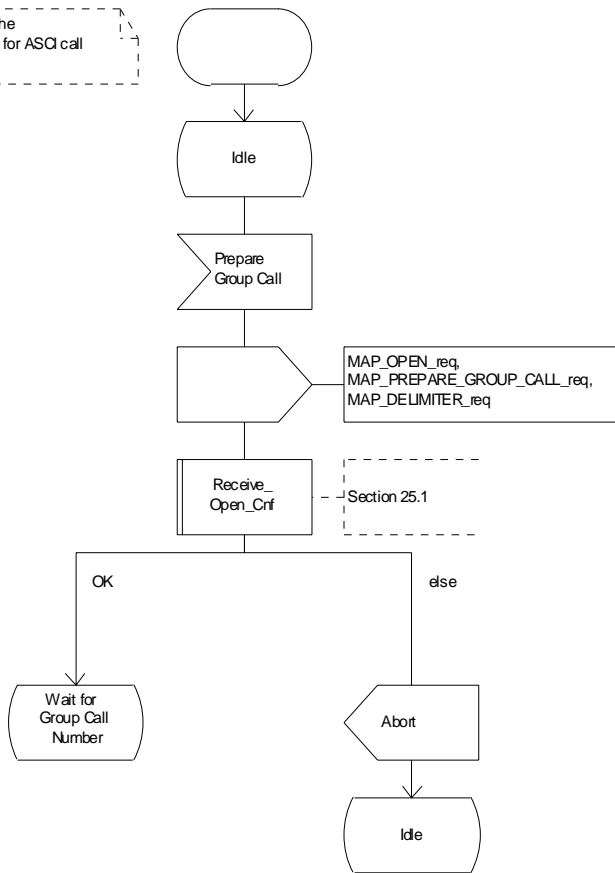 he
for ASCI call
Idle
Prepare
Group Call
MAP_OPEN_req,
MAP_PREPARE_GROUP_CALL_req,
MAP_DELIMITER_req
Receive_
Open_Cnf
Section 25.1
OK
else
Wait for
Group Call
Number
Abort
Idle